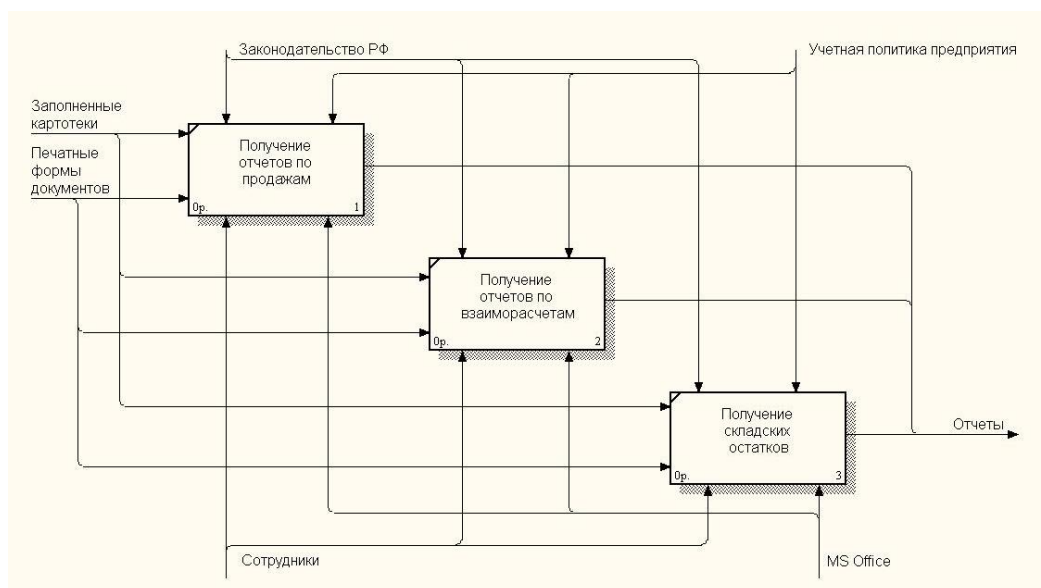 Законодательство РФ
Учетная политика предприятия
Заполненные
картотеки
Печатные
формы
документов
Получение
отчетов по
продажам
0р.
1
Получение
отчетов по
взаиморасчетам
0р.
2
Получение
складских
остатков
0р.
3
Отчеты
Сотрудники
MS Office